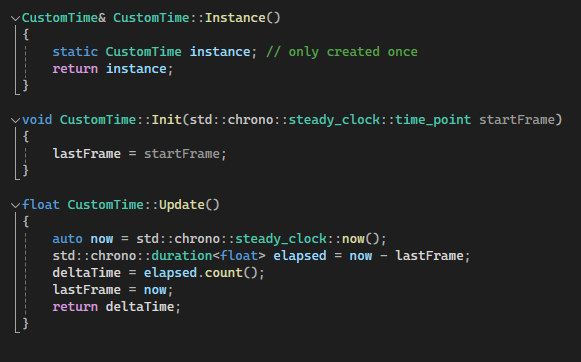 CustomTime& CustomTime::Instance()
{
    static CustomTime instance; // only created once
    return instance;
}
void CustomTime::Init(std::chrono::steady_clock::time_point startFrame)
{
    lastFrame = startFrame;
}
float CustomTime::Update()
{
    auto now = std::chrono::steady_clock::now();
    std::chrono::duration<float> elapsed = now - lastFrame;
    deltaTime = elapsed.count();
    lastFrame = now;
    return deltaTime;
}